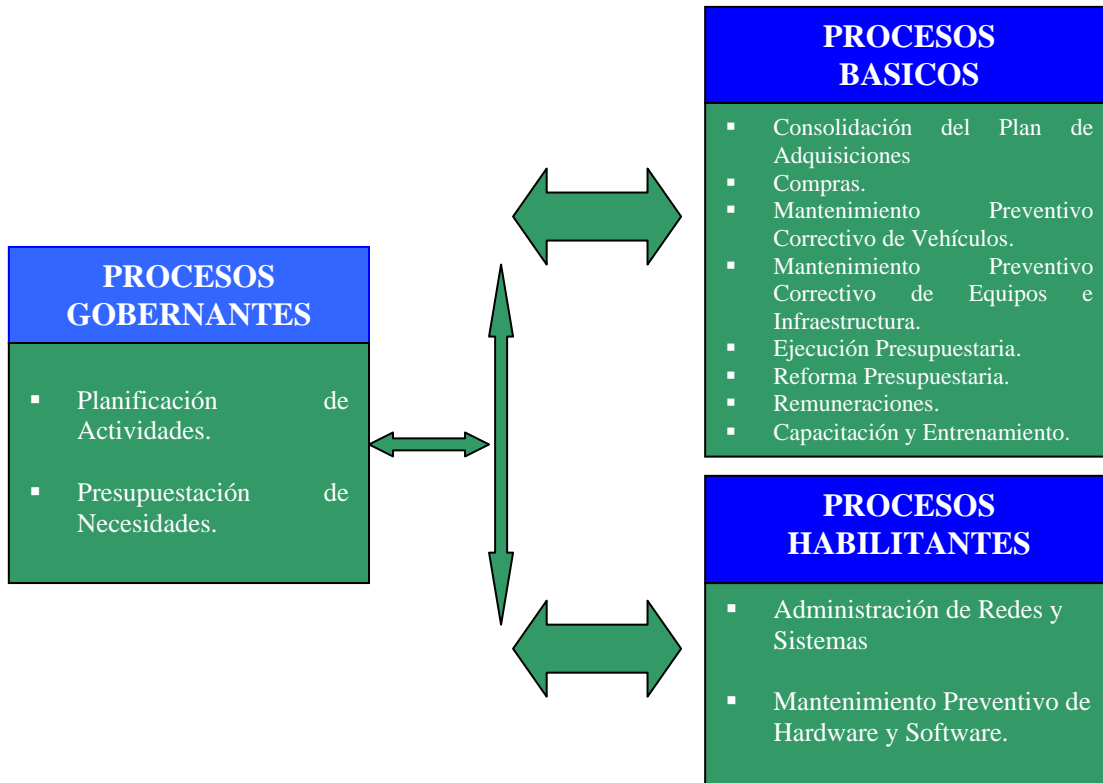 PROCESOS
GOBERNANTES
▪ Planificación de
Actividades.
▪ Presupuestación de
Necesidades.
PROCESOS
BASICOS
▪ Consolidación del Plan de
Adquisiciones
▪ Compras.
▪ Mantenimiento Preventivo
Correctivo de Vehículos.
▪ Mantenimiento Preventivo
Correctivo de Equipos e
Infraestructura.
▪ Ejecución Presupuestaria.
▪ Reforma Presupuestaria.
▪ Remuneraciones.
▪ Capacitación y Entrenamiento.
PROCESOS
HABILITANTES
▪ Administración de Redes y
Sistemas
▪ Mantenimiento Preventivo de
Hardware y Software.